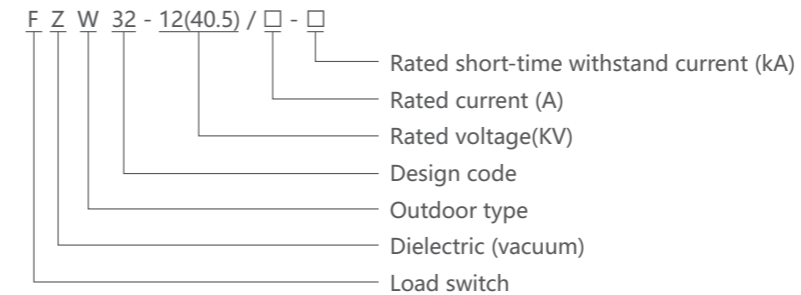 F Z W 32 - 12(40.5) / □ - □
Rated short-time withstand current (kA)
Rated current (A)
Rated voltage(KV)
Design code
Outdoor type
Dielectric (vacuum)
Load switch